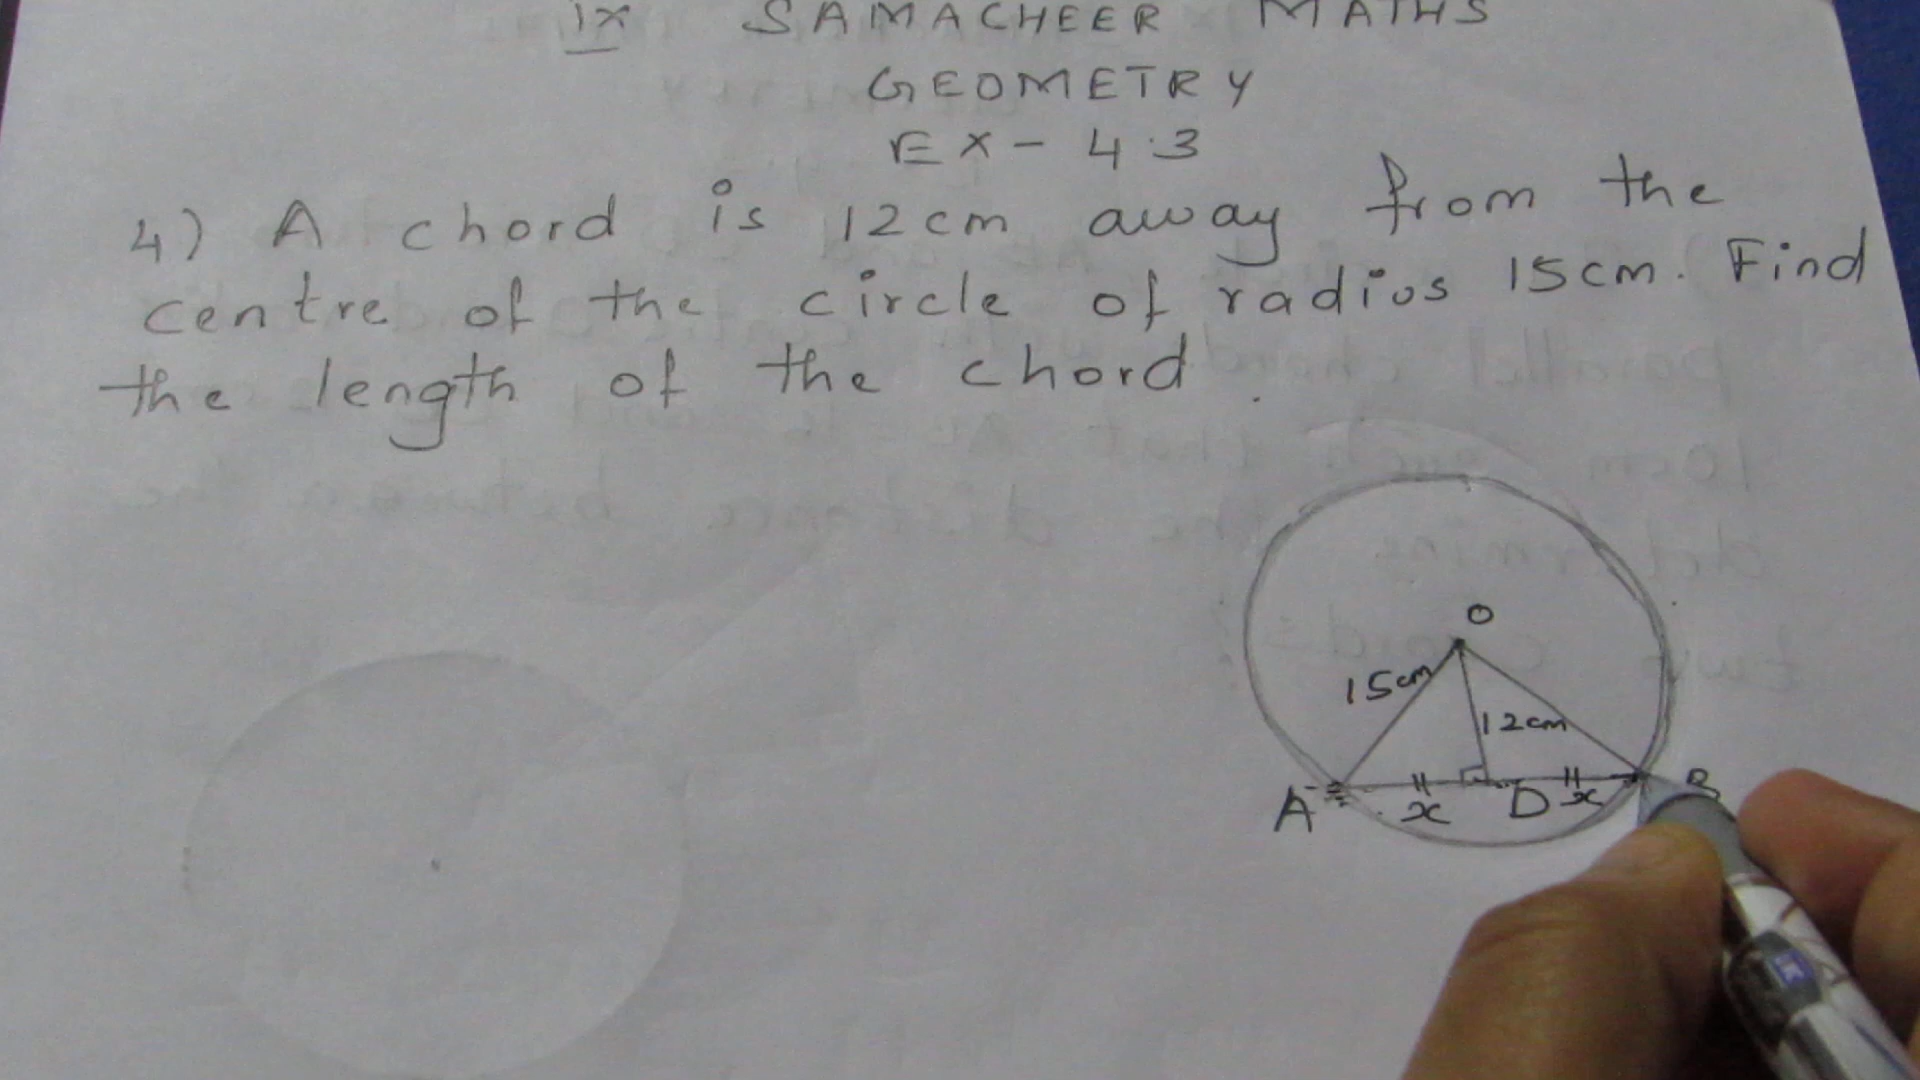 IX SAMACHEER MATHS
GEOMETRY
EX - 4.3
4) A chord is 12cm away from the
centre of the circle of radius 15cm. Find
the length of the chord.
O
15cm
12cm
A x D x B